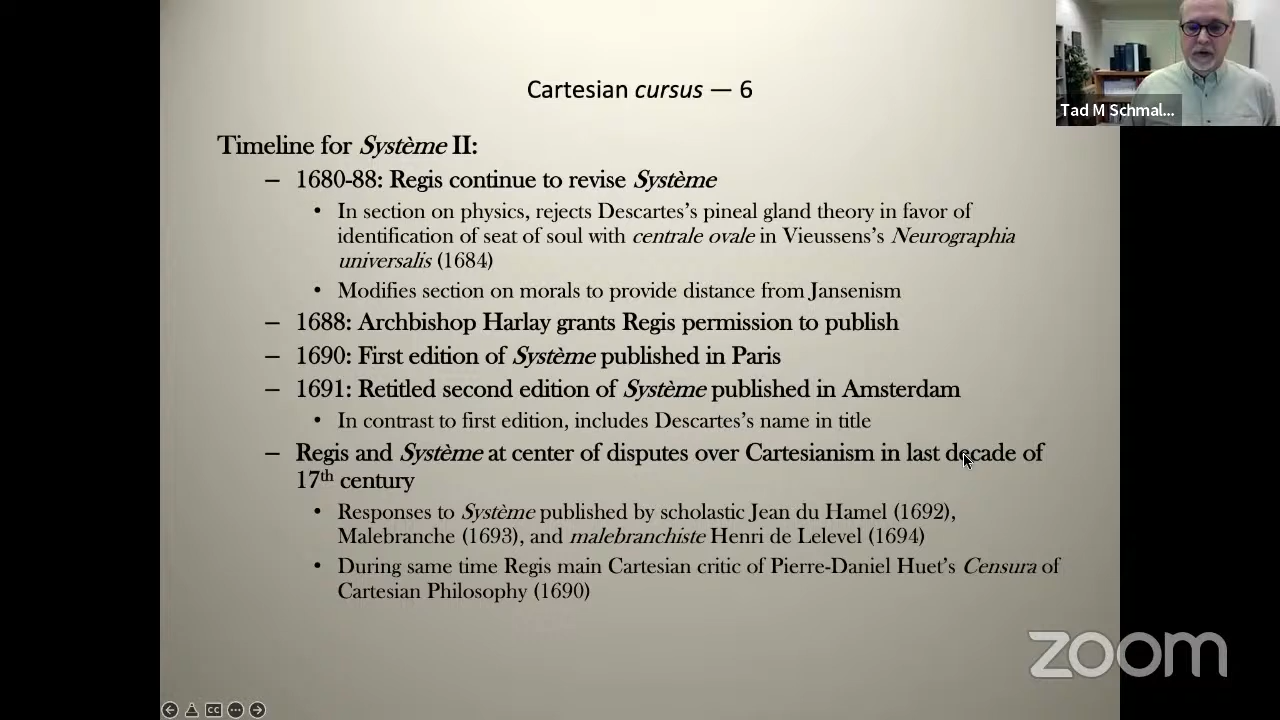 Cartesian cursus — 6
Tad M Schmal...
Timeline for Système II:
– 1680-88: Regis continue to revise Système
• In section on physics, rejects Descartes's pineal gland theory in favor of
identification of seat of soul with centrale ovale in Vieussens's Neurographia
universalis (1684)
• Modifies section on morals to provide distance from Jansenism
– 1688: Archbishop Harlay grants Regis permission to publish
– 1690: First edition of Système published in Paris
– 1691: Retitled second edition of Système published in Amsterdam
• In contrast to first edition, includes Descartes's name in title
– Regis and Système at center of disputes over Cartesianism in last decade of
17th century
• Responses to Système published by scholastic Jean du Hamel (1692),
Malebranche (1693), and malebranchiste Henri de Lelevel (1694)
• During same time Regis main Cartesian critic of Pierre-Daniel Huet's Censura of
Cartesian Philosophy (1690)
zoom
CC